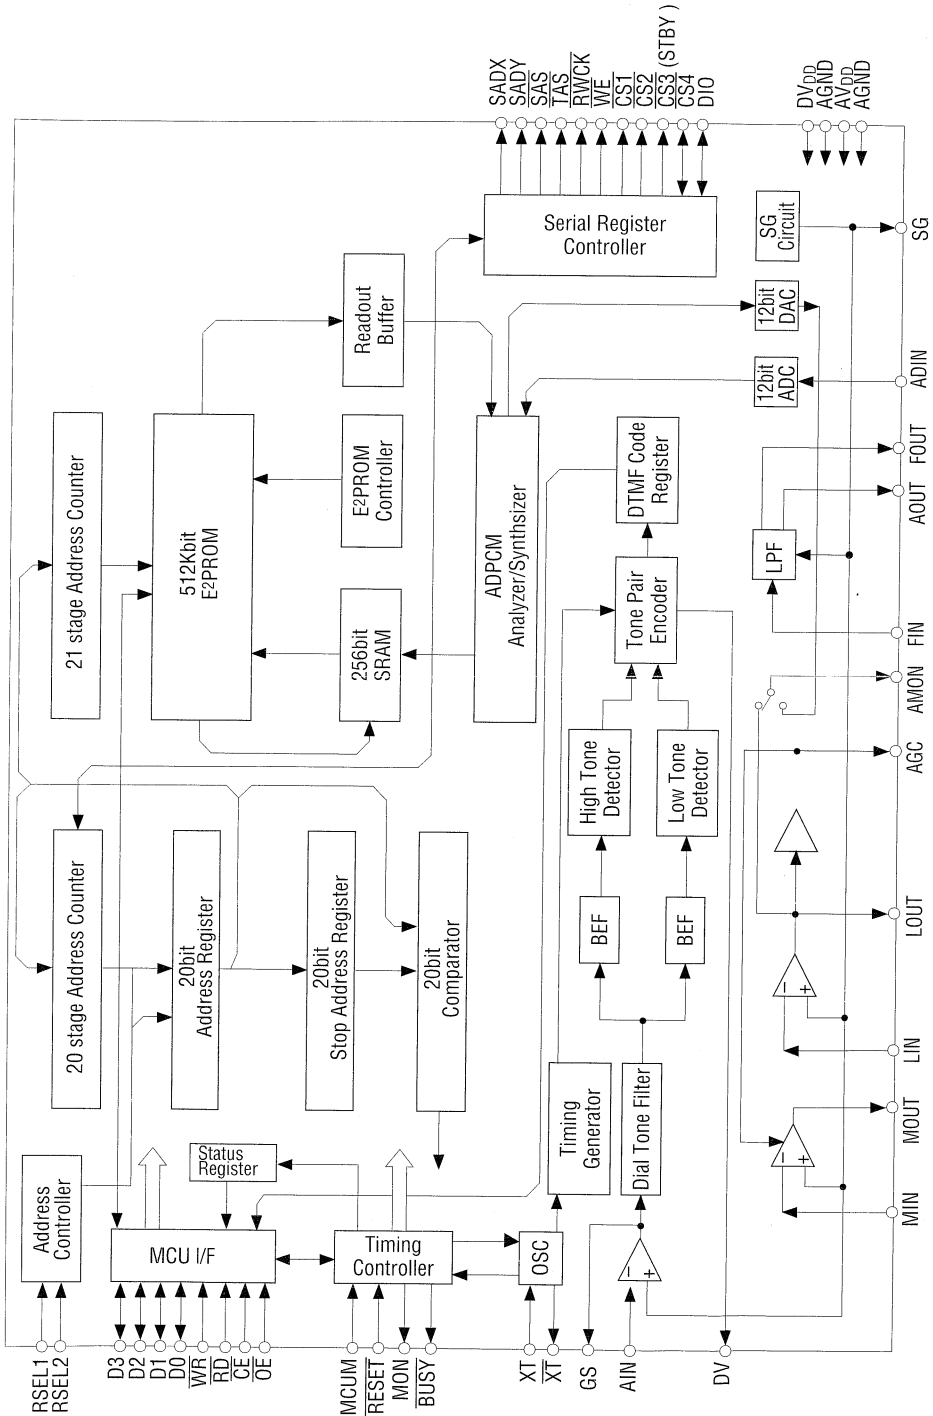 SADX
SADY
SAS
TAS
RWCK
WE
CS1
CS2
CS3 (STBY)
CS4
DIO
DVDD
AGND
AVDD
AGND
Serial Register
Controller
SG
Circuit
SG
Readout
Buffer
12bit
DAC
12bit
ADC
ADIN
21 stage Address Counter
512Kbit
E2PROM
E2PROM
Controller
256bit
SRAM
ADPCM
Analyzer/Synthsizer
DTMF Code
Register
Tone Pair
Encoder
LPF
FOUT
AOUT
FIN
AMON
AGC
High Tone
Detector
Low Tone
Detector
BEF
BEF
20 stage Address Counter
20bit
Address Register
20bit
Stop Address Register
20bit
Comparator
LOUT
LIN
MOUT
MIN
−
+
−
+
−
+
Timing
Generator
Dial Tone Filter
Address
Controller
Status
Register
MCU I/F
Timing
Controller
OSC
RSEL1
RSEL2
D3
D2
D1
D0
WR
RD
CE
OE
MCUM
RESET
MON
BUSY
XT
XT
GS
AIN
DV